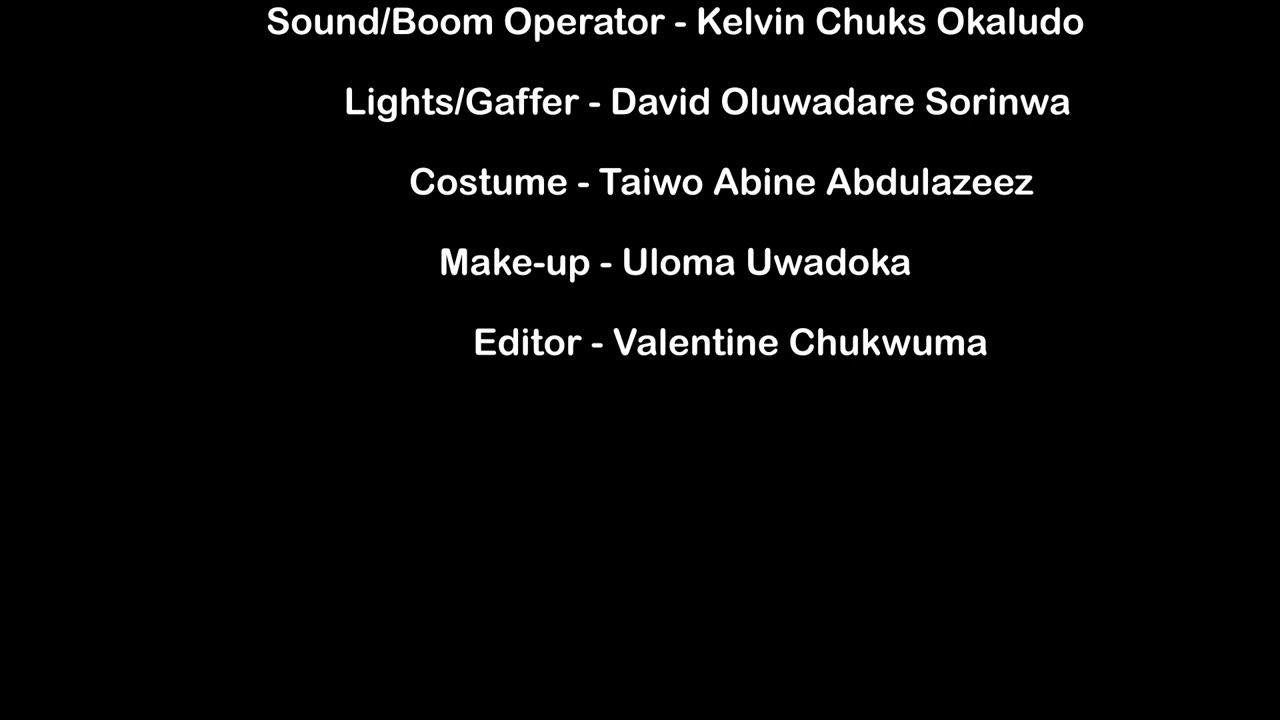 Sound/Boom Operator - Kelvin Chuks Okaludo
Lights/Gaffer - David Oluwadare Sorinwa
Costume - Taiwo Abine Abdulazeez
Make-up - Uloma Uwadoka
Editor - Valentine Chukwuma